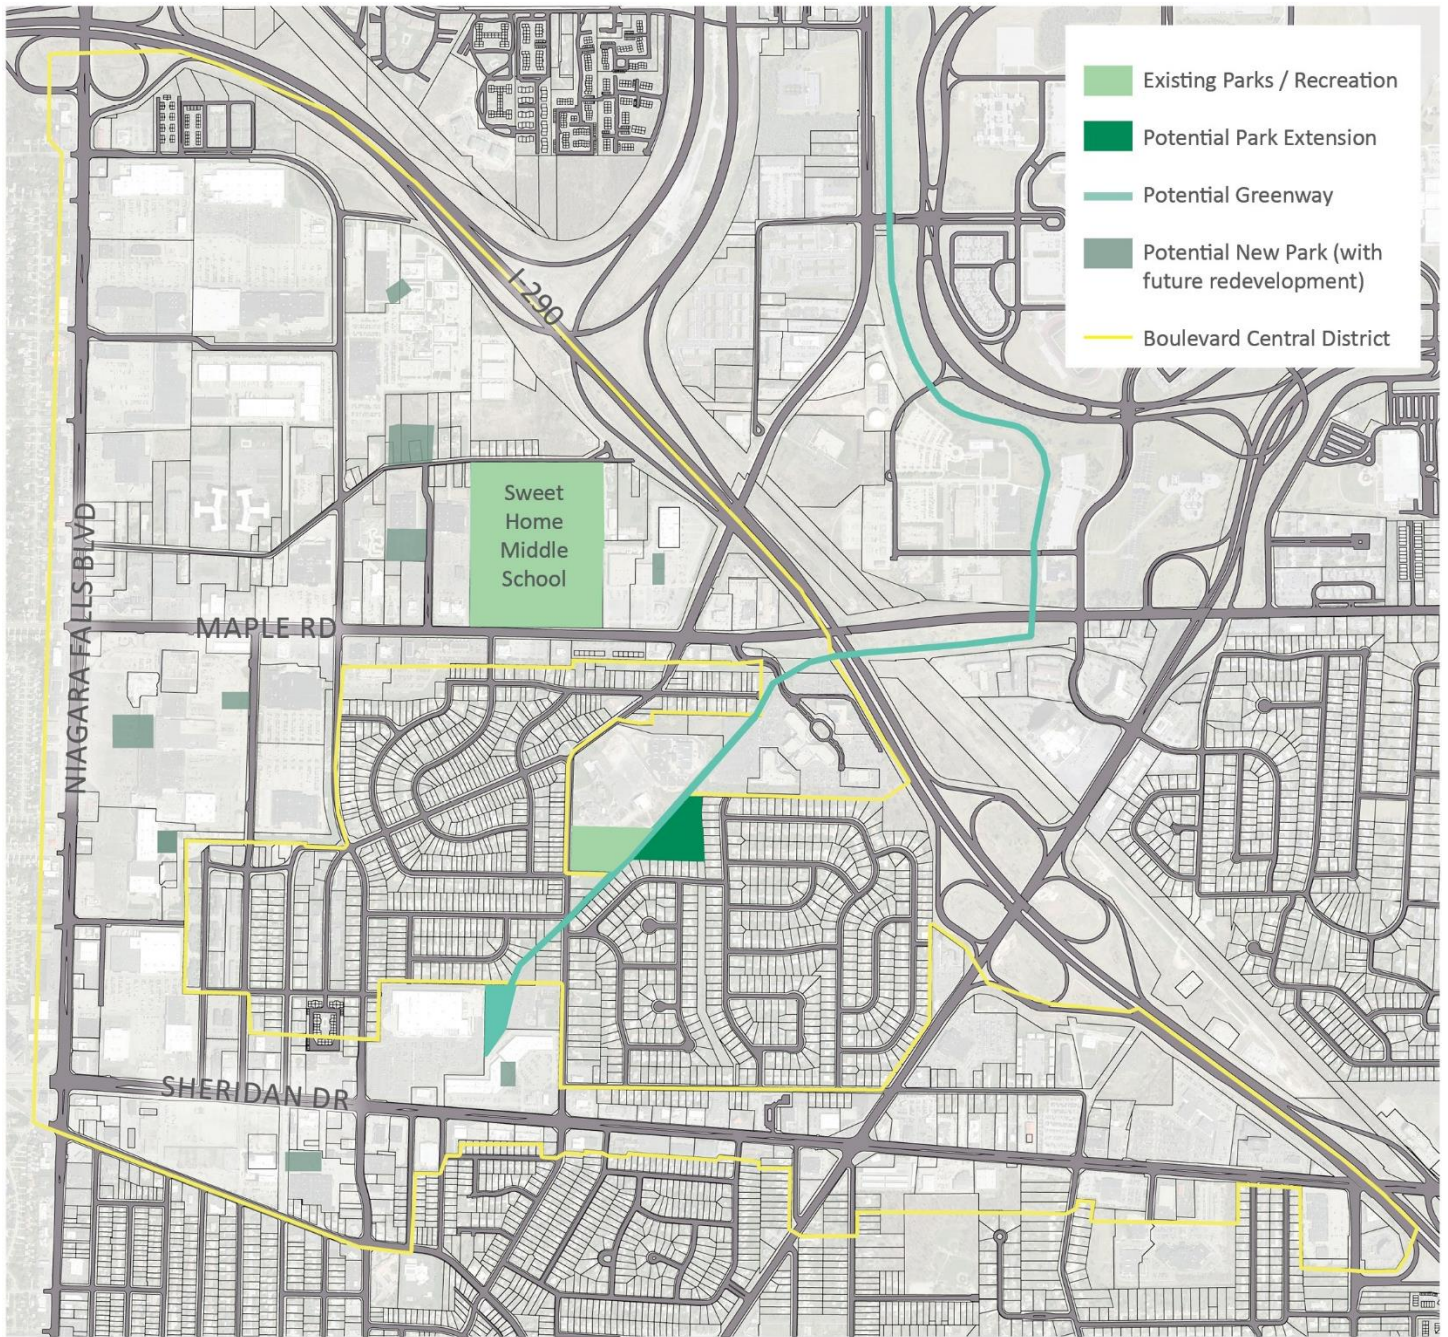 Existing Parks / Recreation
Potential Park Extension
Potential Greenway
Potential New Park (with
future redevelopment)
Boulevard Central District
I-290
Sweet
Home
Middle
School
NIAGARA FALLS BLVD
MAPLE RD
SHERIDAN DR